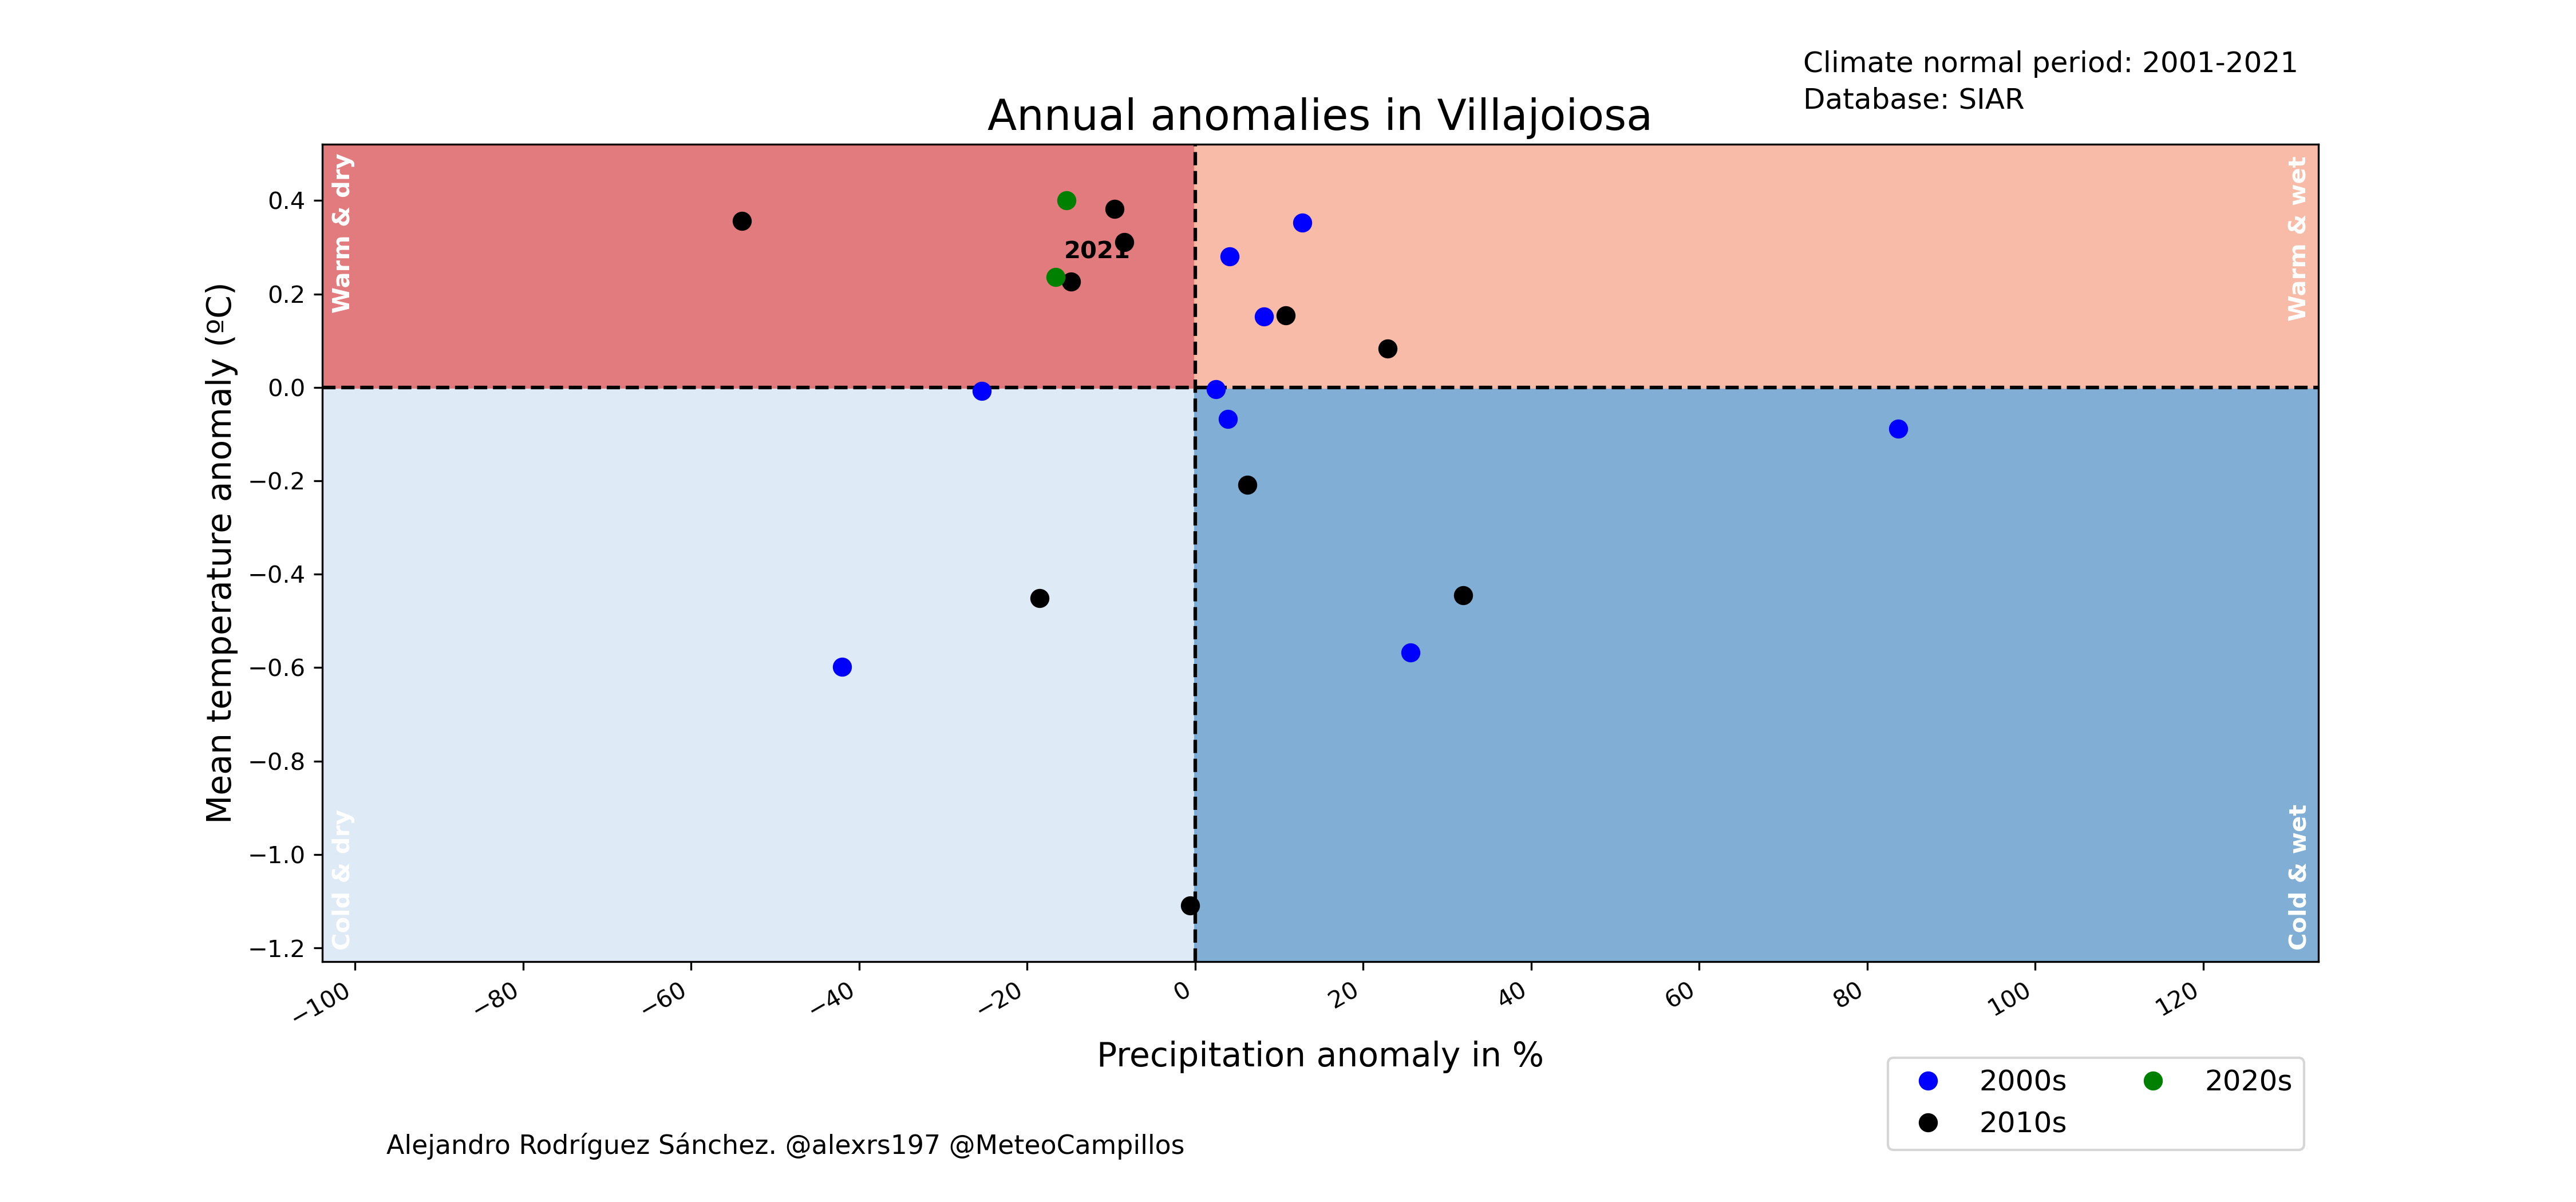 Climate normal period: 2001-2021
Database: SIAR
Annual anomalies in Villajoiosa
Warm & dry
Warm & wet
Cold & dry
Cold & wet
2021
Mean temperature anomaly (ºC)
0.4
0.2
0.0
−0.2
−0.4
−0.6
−0.8
−1.0
−1.2
−100
−80
−60
−40
−20
0
20
40
60
80
100
120
Precipitation anomaly in %
2000s
2010s
2020s
Alejandro Rodríguez Sánchez. @alexrs197 @MeteoCampillos